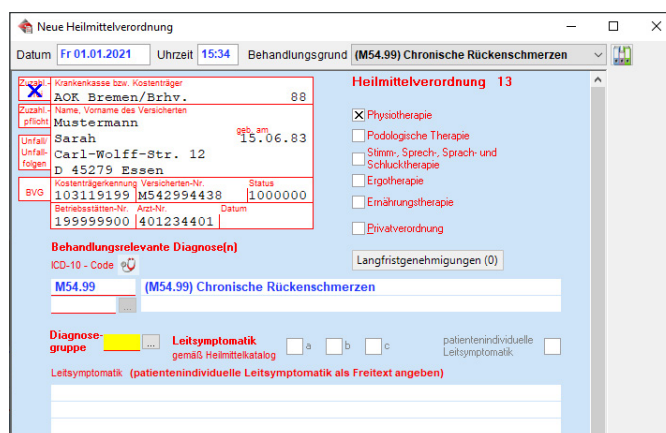 Neue Heilmittelverordnung
Datum Fr 01.01.2021 Uhrzeit 15:34 Behandlungsgrund (M54.99) Chronische Rückenschmerzen
Zuzahl.- Krankenkasse bzw. Kostenträger
AOK Bremen/Brhv. 88
Zuzahl.- pflicht Name, Vorname des Versicherten
Mustermann
geb. am
Unfall/ Unfall- folgen Sarah 15.06.83
Carl-Wolff-Str. 12
D 45279 Essen
BVG Kostenträgerkennung Versicherten-Nr. Status
103119199 M542994438 1000000
Betriebsstätten-Nr. Arzt-Nr. Datum
199999900 401234401
Heilmittelverordnung 13
Physiotherapie
Podologische Therapie
Stimm-, Sprech-, Sprach- und
Schlucktherapie
Ergotherapie
Ernährungstherapie
Privatverordnung
Langfristgenehmigungen (0)
Behandlungsrelevante Diagnose(n)
ICD-10 - Code
M54.99 (M54.99) Chronische Rückenschmerzen
...
Diagnose-
gruppe ... Leitsymptomatik a b c patientenindividuelle
gemäß Heilmittelkatalog Leitsymptomatik
Leitsymptomatik (patientenindividuelle Leitsymptomatik als Freitext angeben)